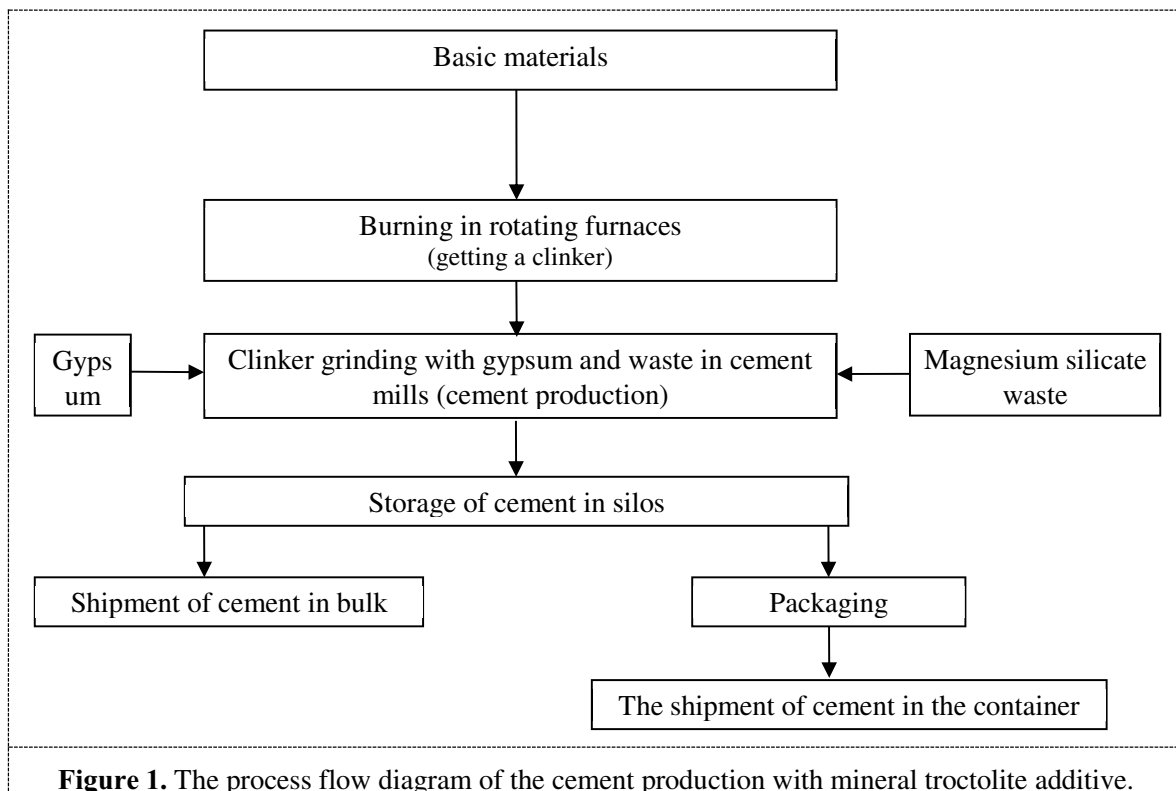 Basic materials
Burning in rotating furnaces
(getting a clinker)
Gyps
um
Clinker grinding with gypsum and waste in cement
mills (cement production)
Magnesium silicate
waste
Storage of cement in silos
Shipment of cement in bulk
Packaging
The shipment of cement in the container
Figure 1. The process flow diagram of the cement production with mineral troctolite additive.